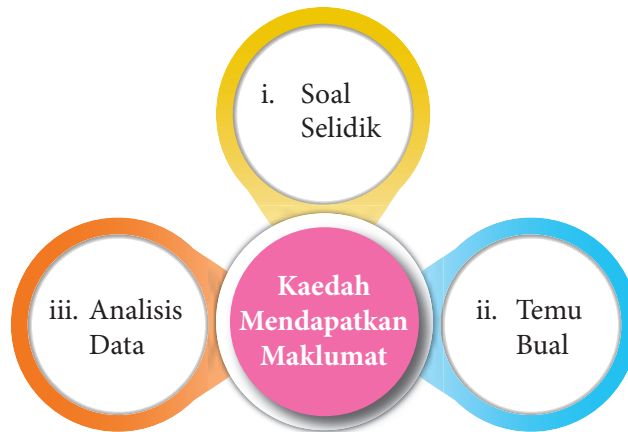 i. Soal
Selidik
Kaedah
Mendapatkan
Maklumat
iii. Analisis
Data
ii. Temu
Bual